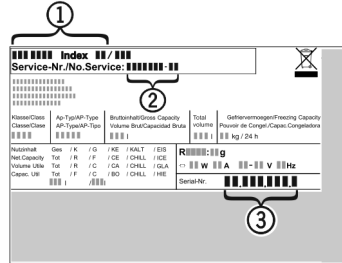 1
Index / 
Service-Nr./No.Service: -
2
Klasse/Class Ap-Typ/AP-Type Bruttoinhalt/Gross Capacity Total Gefriervermoegen/Freezing Capacity
Classe/Clase AP-Type/AP-Tipo Volume Brut/Capacidad Bruta volume Pouvoir de Congel./Capac.Congeladora
l l kg / 24 h
Nutzinhalt Ges / K / G / KE / KALT / EIS
Net.Capacity Tot / R / F / CE / CHILL / ICE
Volume Utile Tot / R / C / CA / CHILL / GLA
Capac. Util Tot / F / C / BO / CHILL / HIE
l / l
R : g
W A - V Hz
Serial-Nr. . . .
3